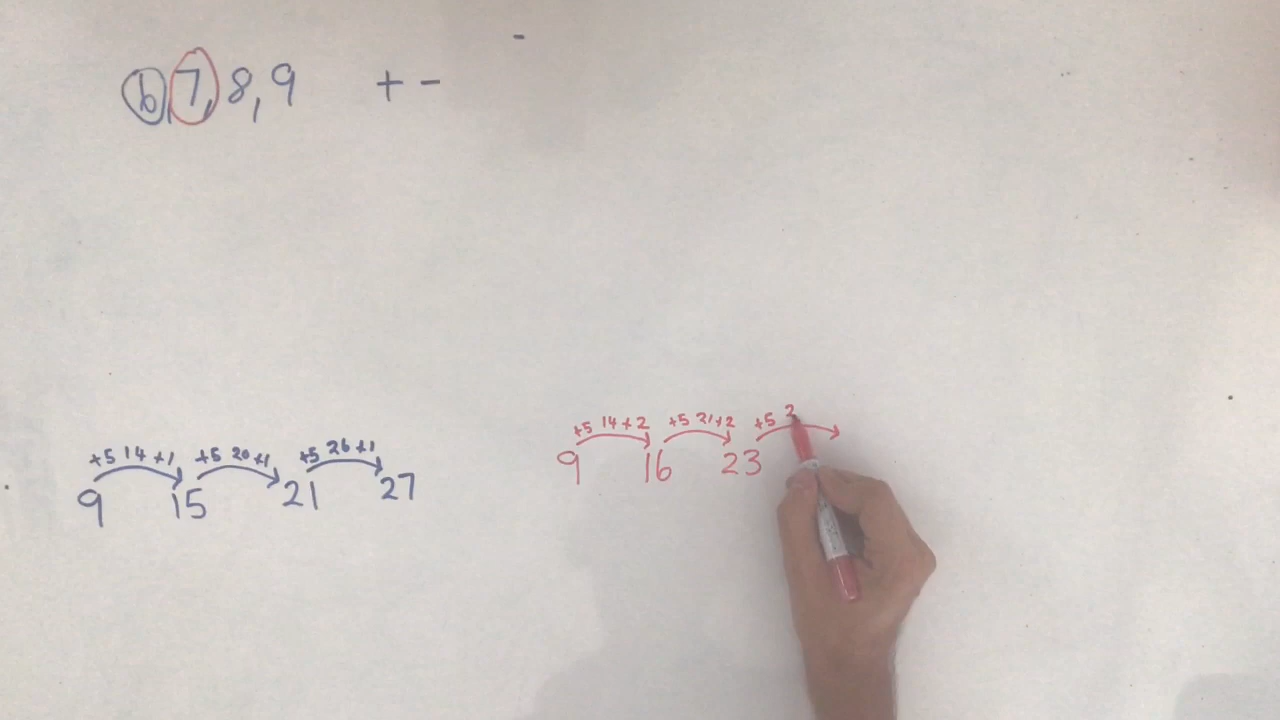 6, 7, 8, 9 + -
+5 14 +1 +5 20 +1 +5 26 +1
9 15 21 27
+5 14 +2 +5 21 +2 +5 2
9 16 23